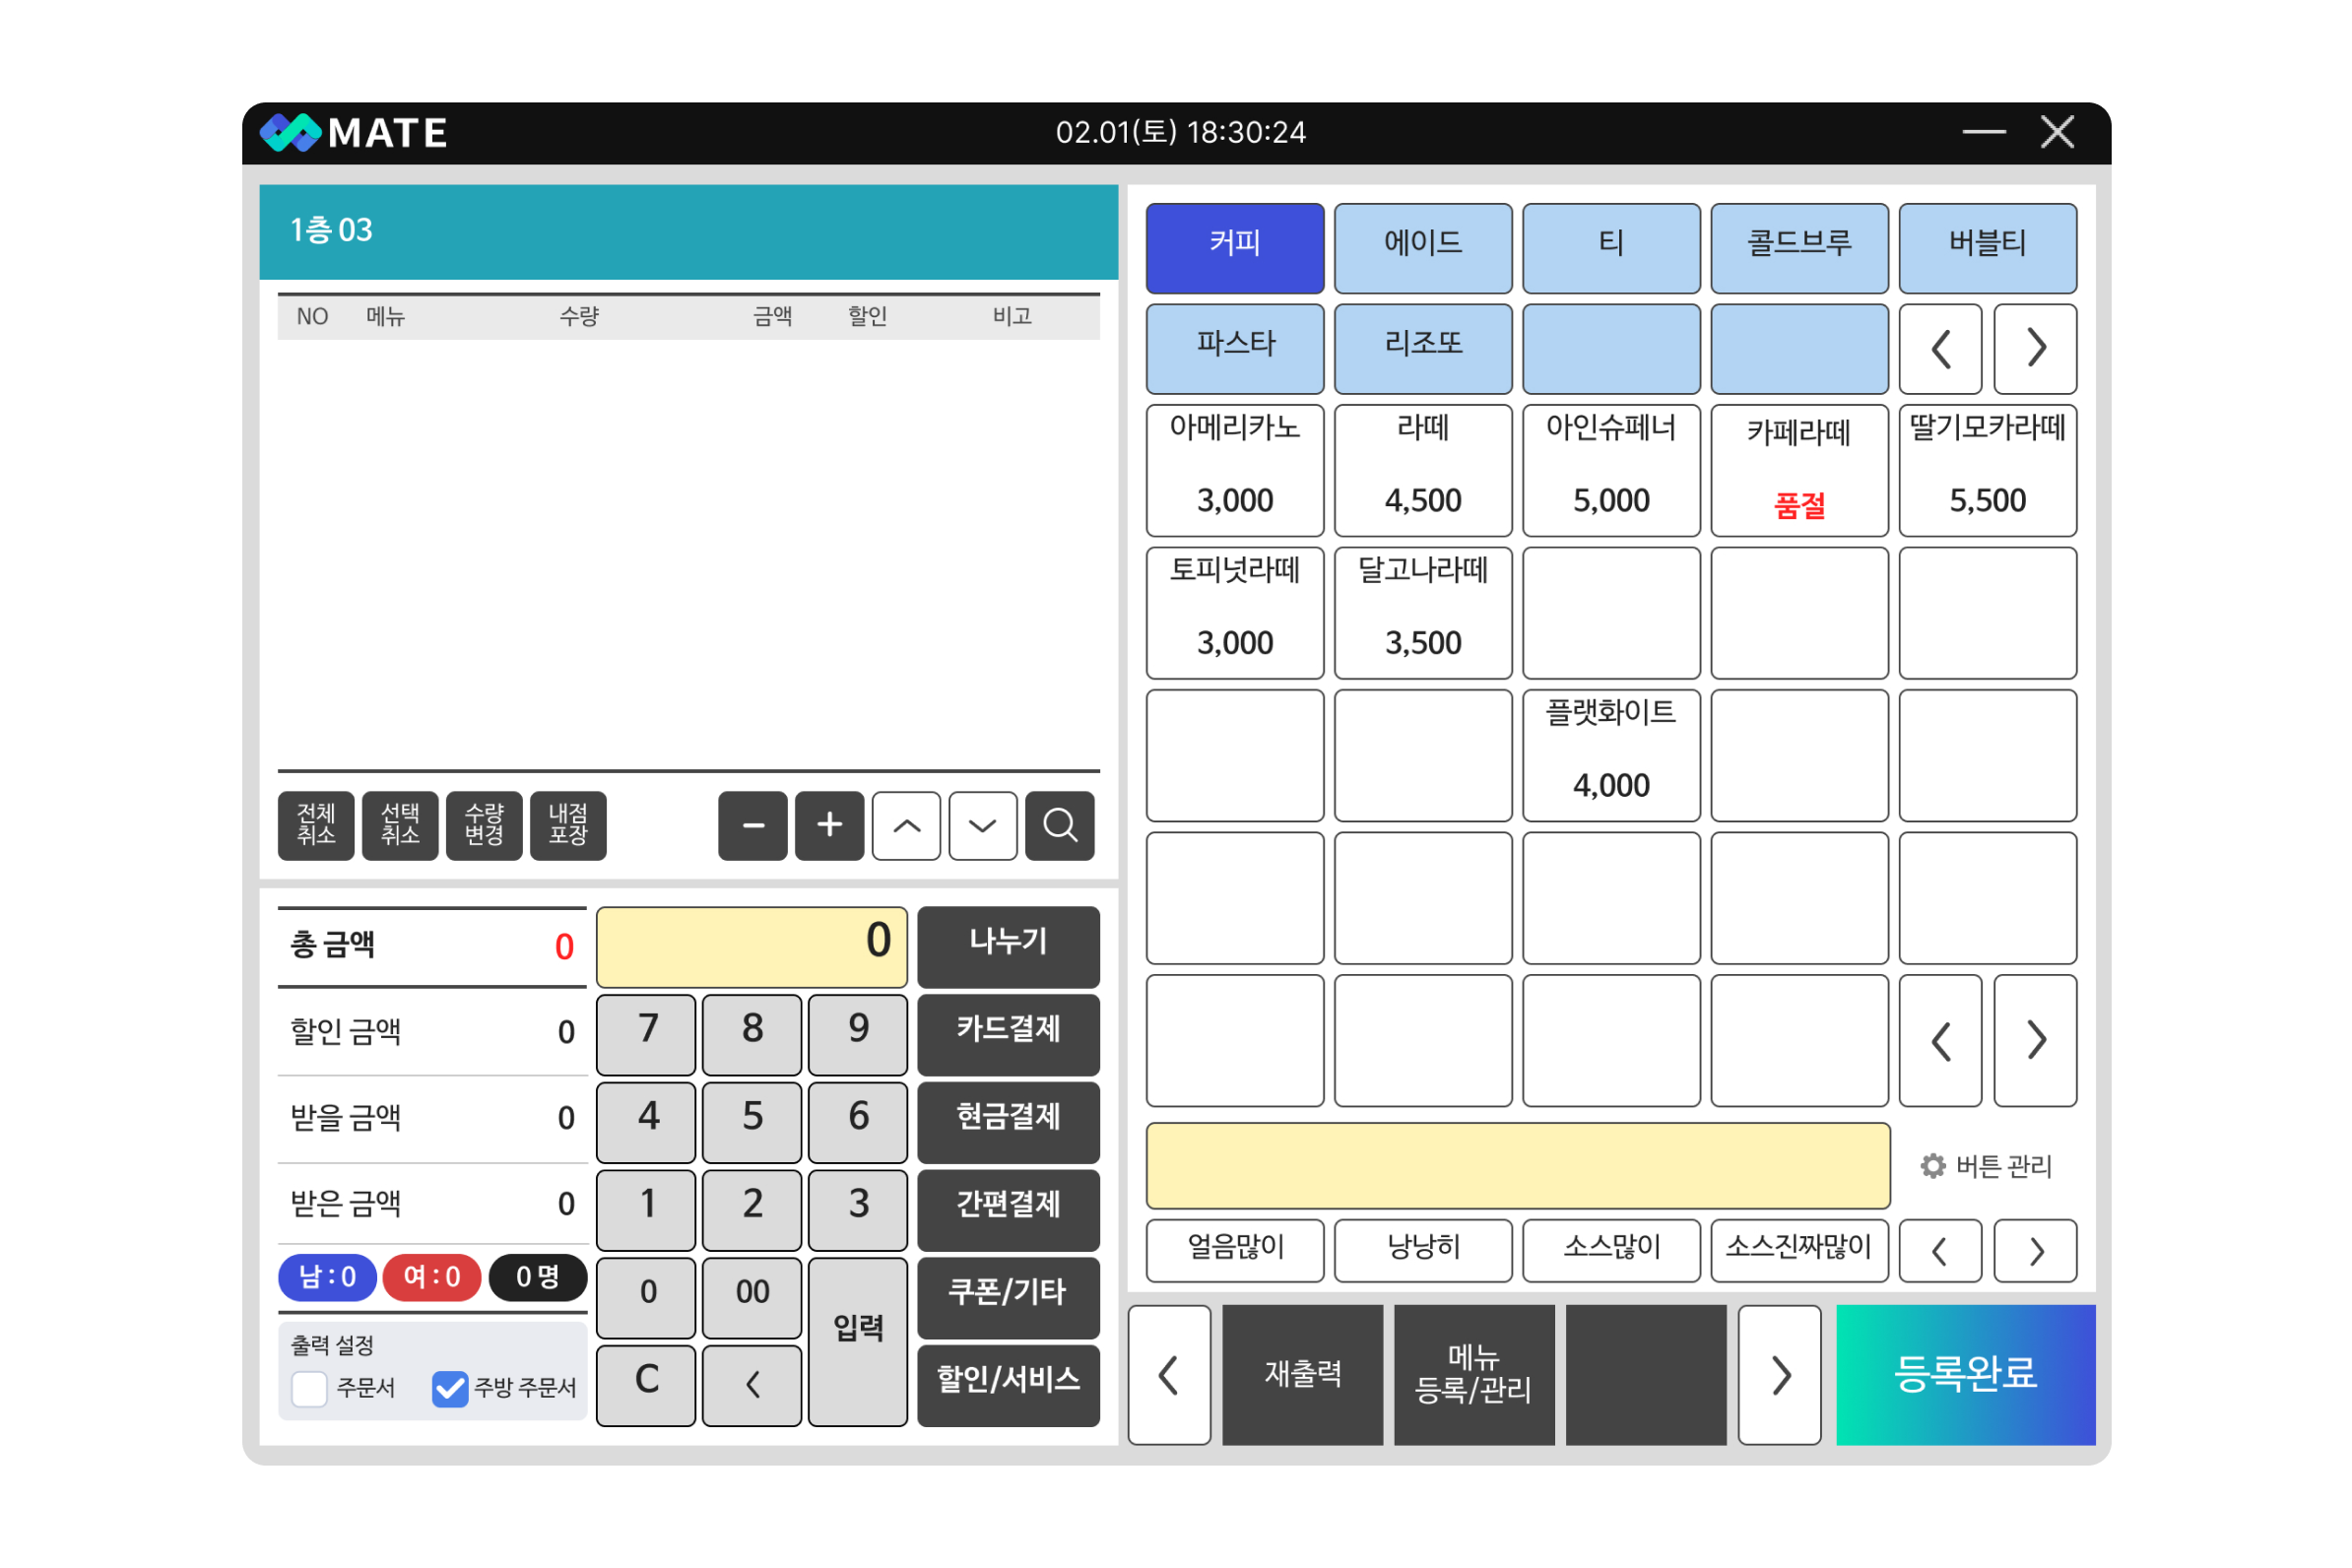 MATE
02.01(토) 18:30:24
1층 03
NO 메뉴 수량 금액 할인 비고
전체
취소
선택
취소
수량
변경
내점
포장
총 금액 0
할인 금액 0
받을 금액 0
받은 금액 0
남 : 0 여 : 0 0 명
출력 설정
주문서 주방 주문서
0
7 8 9
4 5 6
1 2 3
0 00 입력
C
나누기
카드결제
현금결제
간편결제
쿠폰/기타
할인/서비스
커피 에이드 티 콜드브루 버블티
파스타 리조또
아메리카노 라떼 아인슈페너 카페라떼 딸기모카라떼
3,000 4,500 5,000 품절 5,500
토피넛라떼 달고나라떼
3,000 3,500
플랫화이트
4,000
버튼 관리
얼음많이 낭낭히 소스많이 소스진짜많이
재출력
메뉴
등록/관리
등록완료